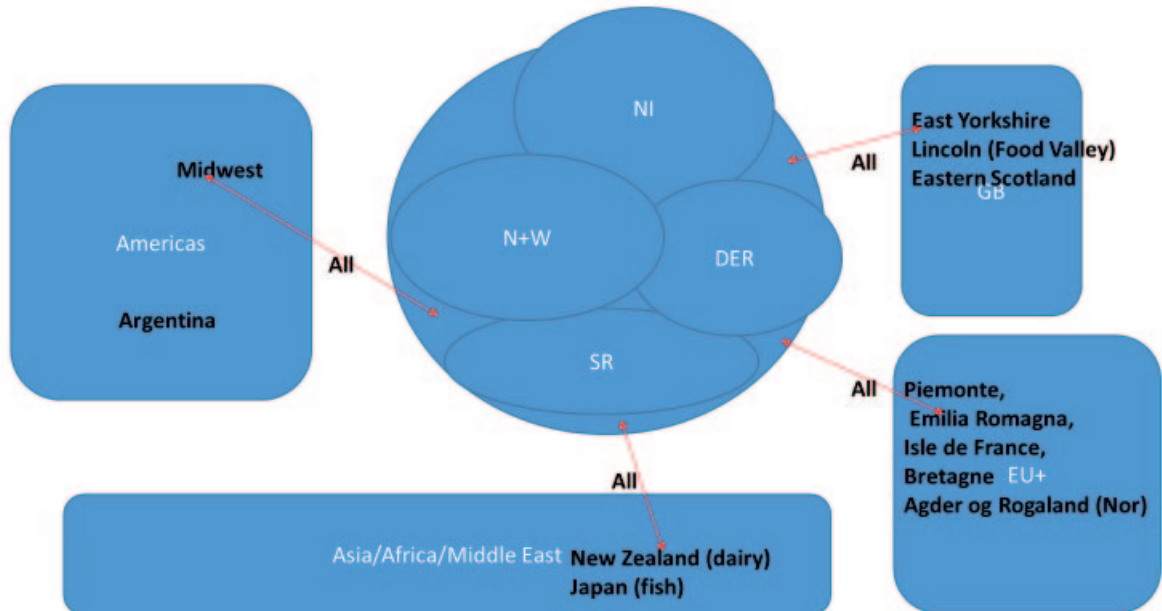 NI
East Yorkshire
Lincoln (Food Valley)
Eastern Scotland
GB
All
Midwest
N+W
DER
Americas
All
Argentina
SR
All
Piemonte,
Emilia Romagna,
Isle de France,
Bretagne EU+
Agder og Rogaland (Nor)
All
Asia/Africa/Middle East New Zealand (dairy)
Japan (fish)